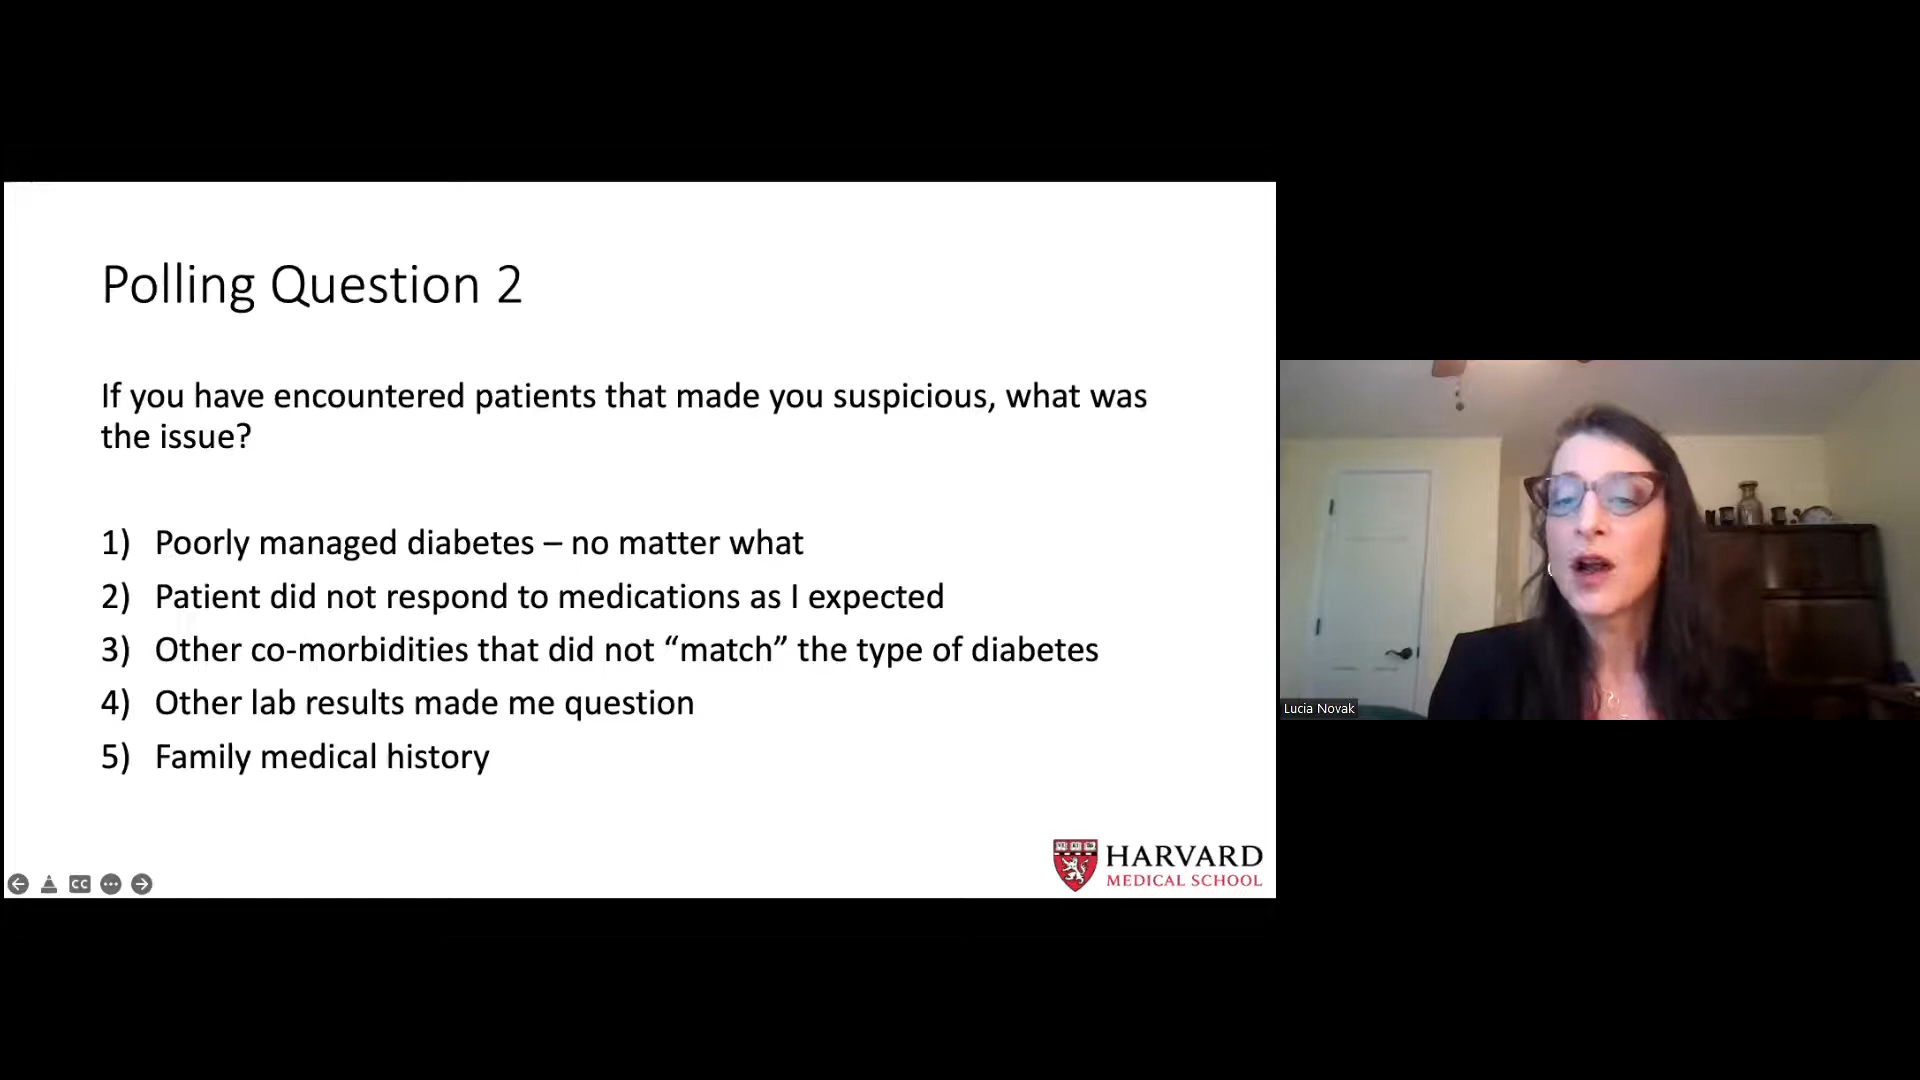 Polling Question 2
If you have encountered patients that made you suspicious, what was
the issue?
1) Poorly managed diabetes – no matter what
2) Patient did not respond to medications as I expected
3) Other co-morbidities that did not “match” the type of diabetes
4) Other lab results made me question
5) Family medical history
HARVARD
MEDICAL SCHOOL
CC
Lucia Novak